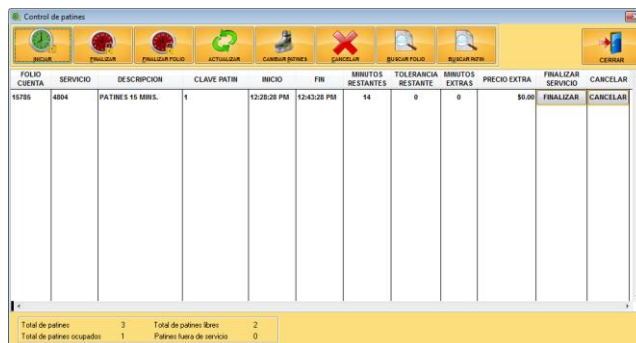 Control de patines
INICIAR FINALIZAR FINALIZAR FOLIO ACTUALIZAR CAMBIAR PATINES CANCELAR BUSCAR FOLIO BUSCAR PATIN CERRAR
FOLIO CUENTA SERVICIO DESCRIPCION CLAVE PATIN INICIO FIN MINUTOS RESTANTES TOLERANCIA RESTANTE MINUTOS EXTRAS PRECIO EXTRA FINALIZAR SERVICIO CANCELAR
15785 4804 PATINES 15 MINS. 1 12:28:28 PM 12:43:28 PM 14 0 0 $0.00 FINALIZAR CANCELAR
Total de patines 3 Total de patines libres 2
Total de patines ocupados 1 Patines fuera de servicio 0